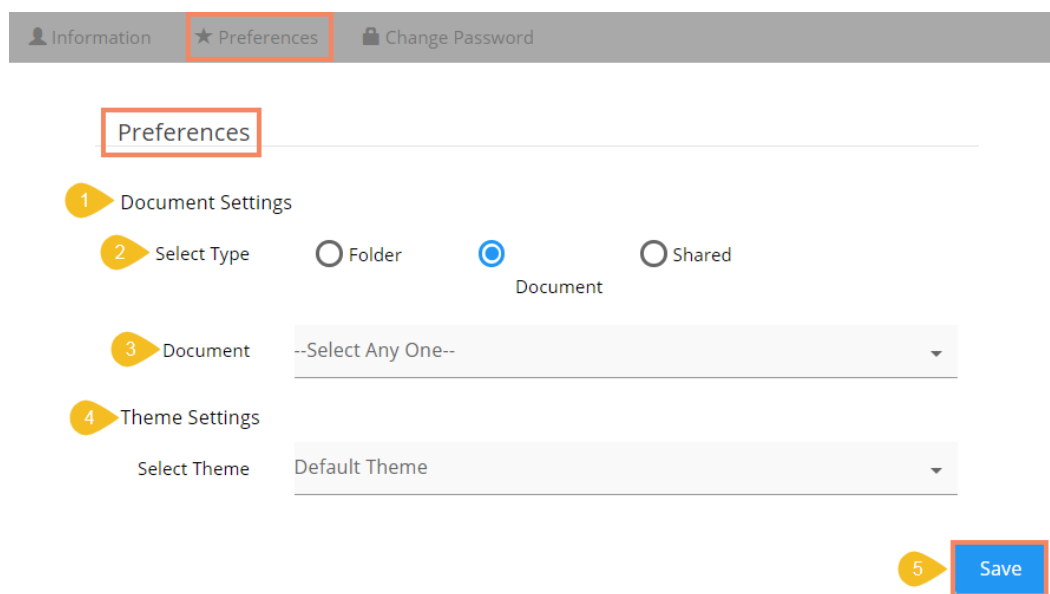 Information Preferences Change Password
Preferences
1 Document Settings
2 Select Type Folder Document Shared
3 Document --Select Any One--
4 Theme Settings
Select Theme Default Theme
5 Save